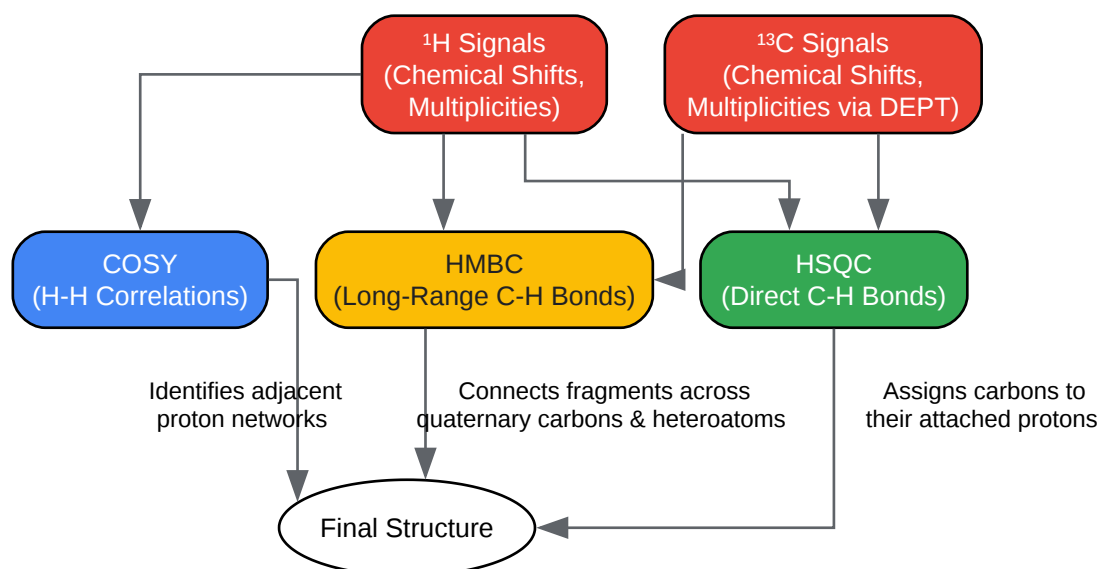 ¹H Signals
(Chemical Shifts,
Multiplicities)
¹³C Signals
(Chemical Shifts,
Multiplicities via DEPT)
COSY
(H-H Correlations)
HMBC
(Long-Range C-H Bonds)
HSQC
(Direct C-H Bonds)
Identifies adjacent
proton networks
Connects fragments across
quaternary carbons & heteroatoms
Assigns carbons to
their attached protons
Final Structure